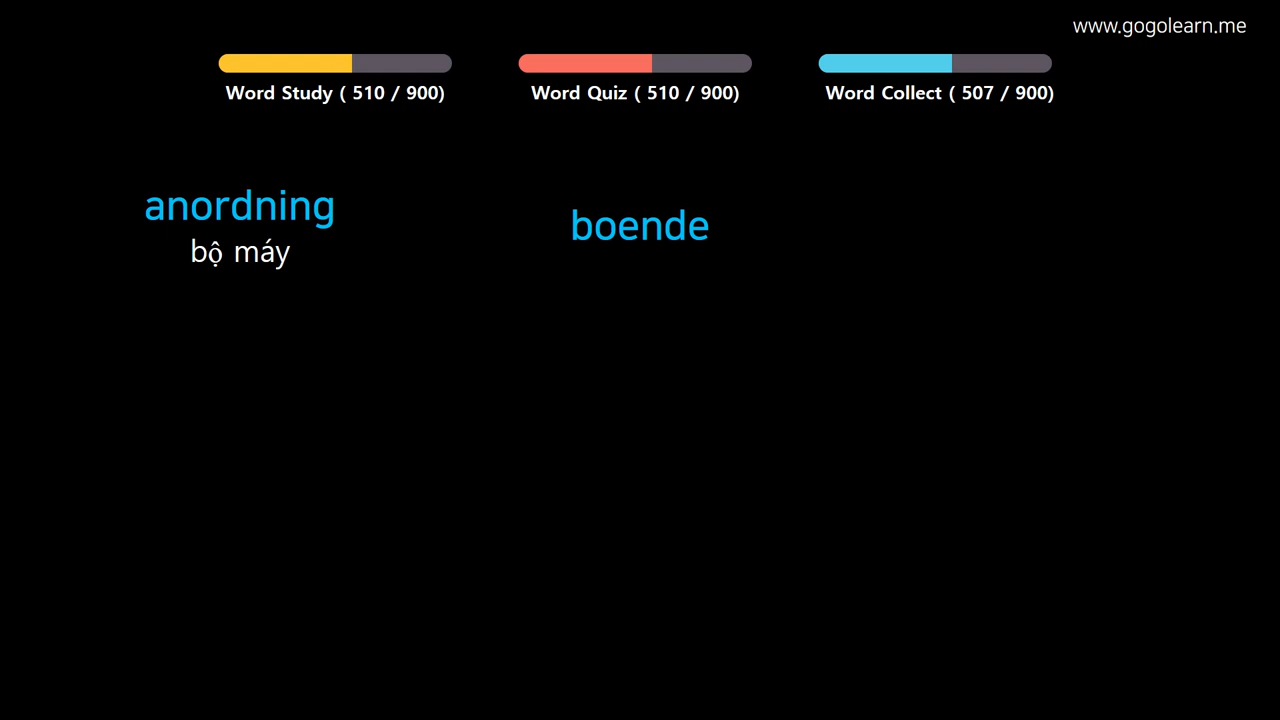 www.gogolearn.me
Word Study ( 510 / 900)
Word Quiz ( 510 / 900)
Word Collect ( 507 / 900)
anordning
bộ máy
boende